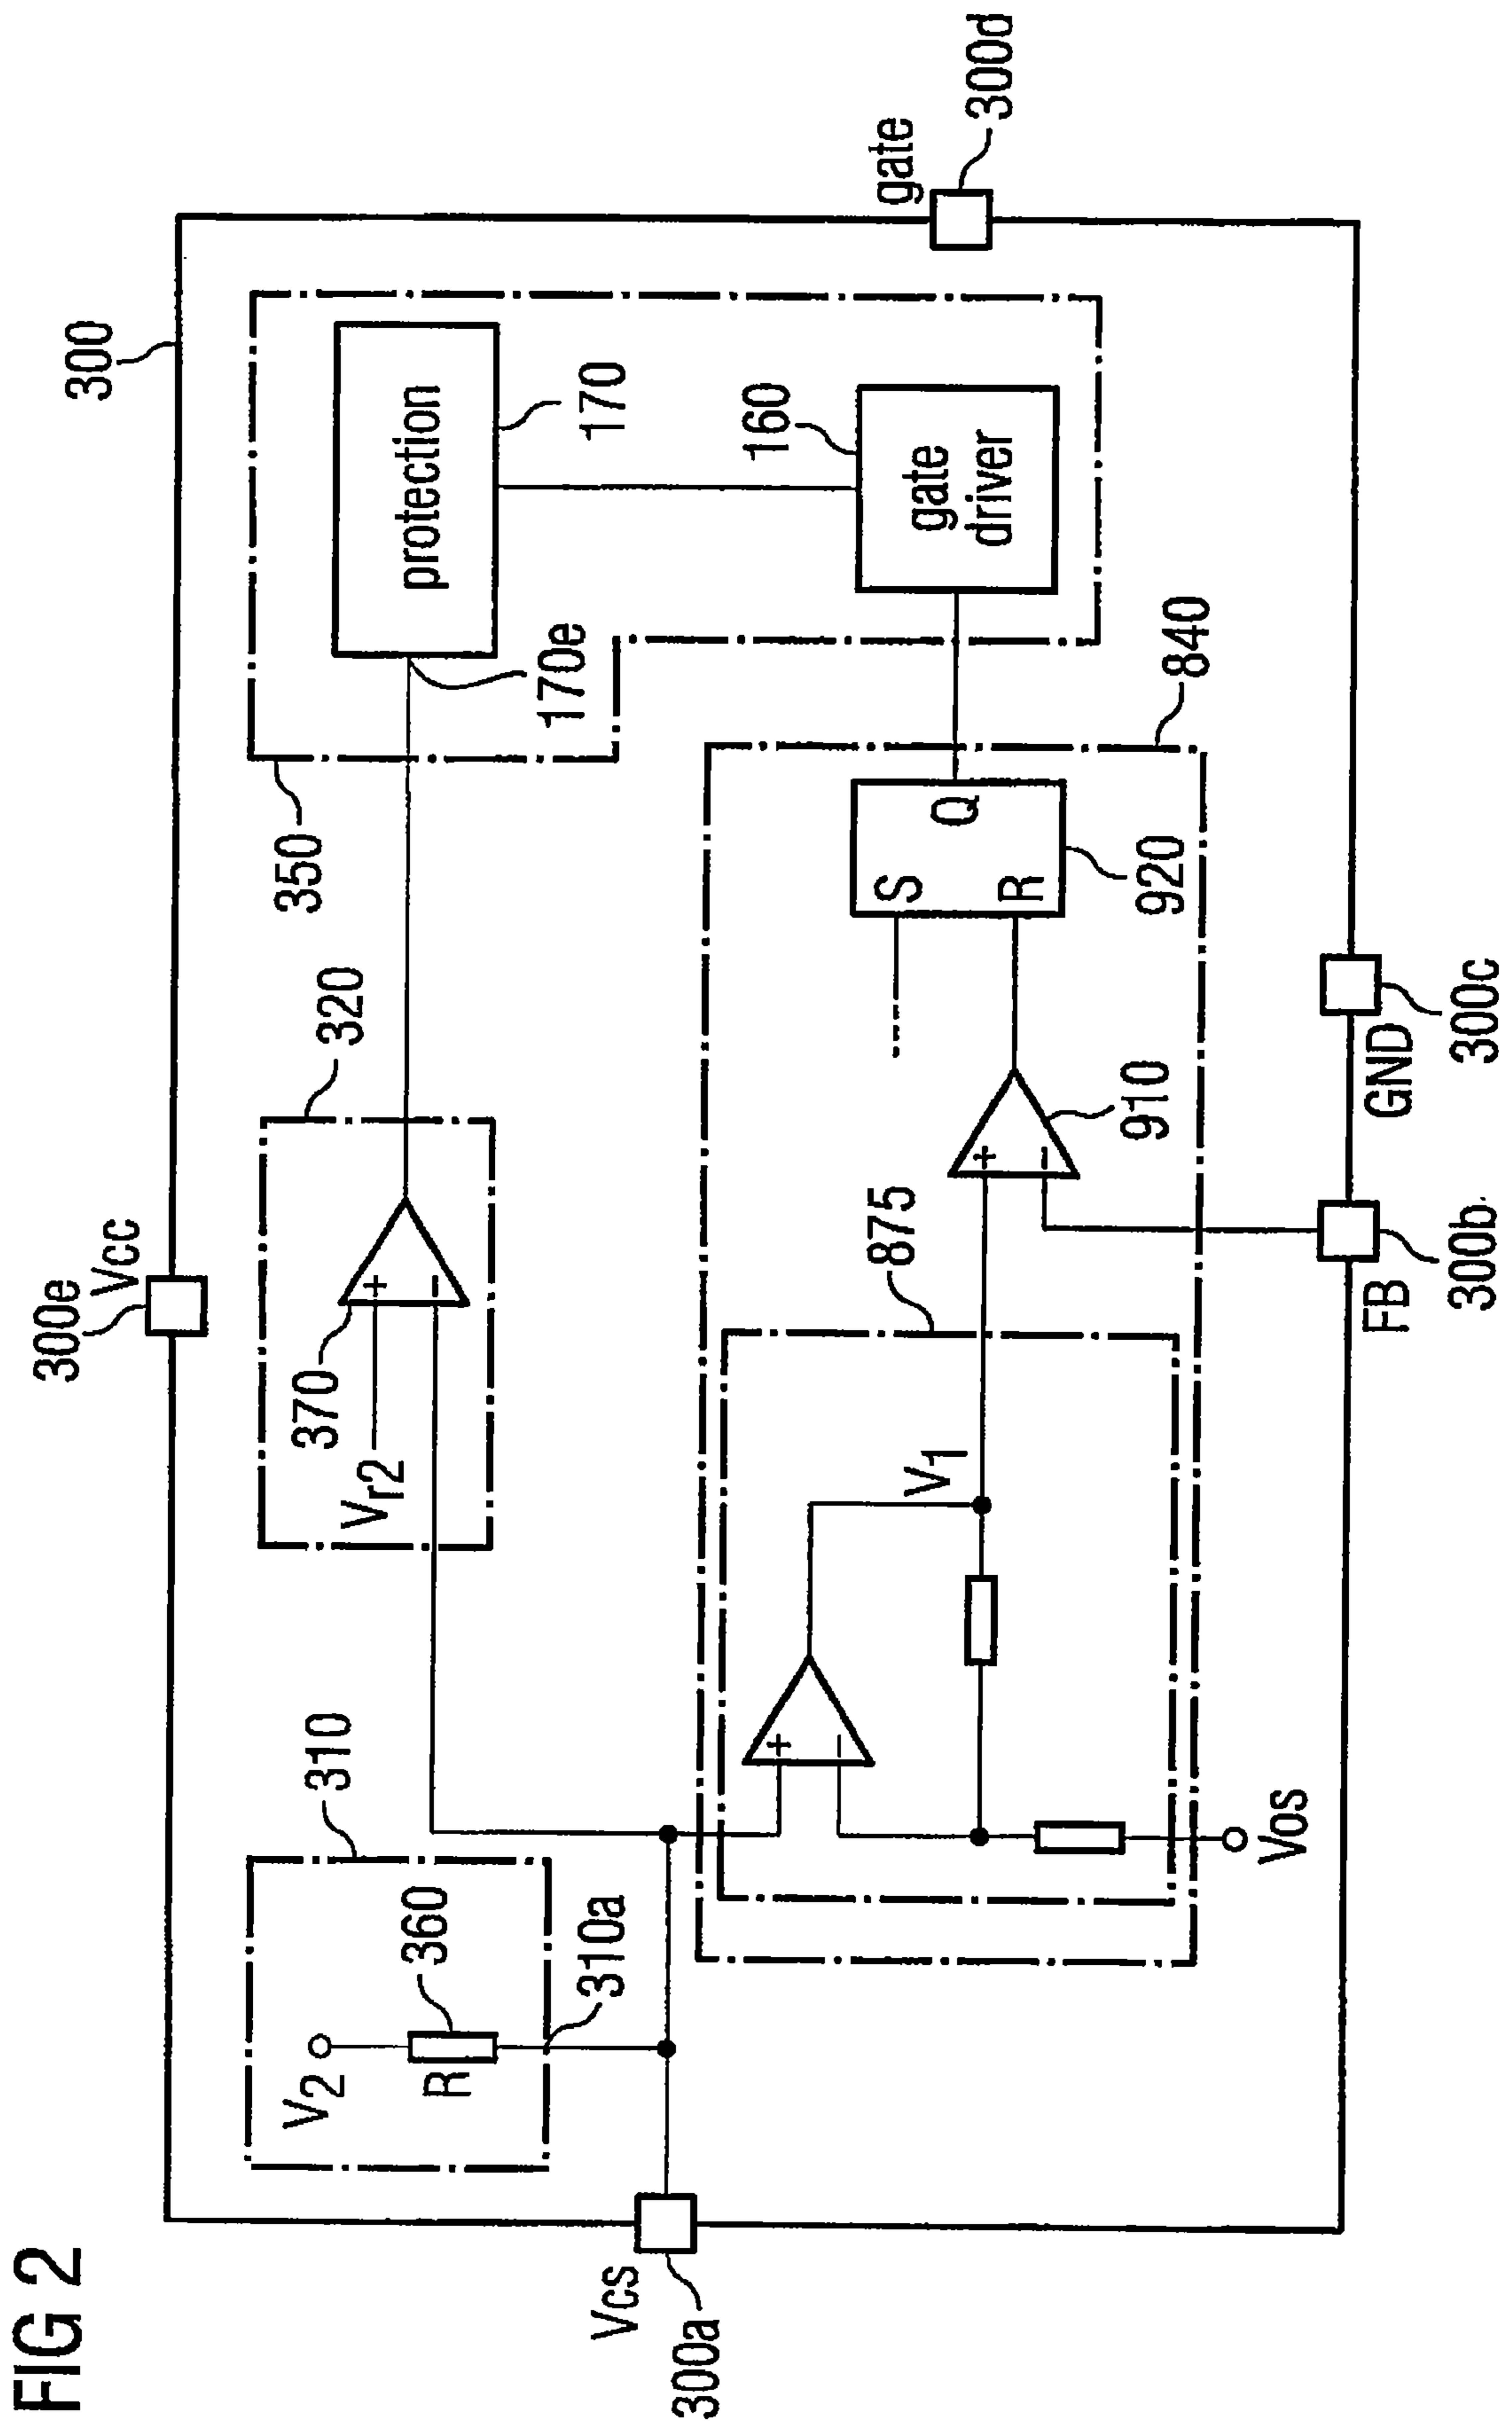 FIG 2
300
300e
Vcc
310
V2
360
R
310a
320
370
Vr2
+
−
350
protection
170
170e
160
gate
driver
gate
300d
Vcs
300a
840
875
+
−
V1
Vos
910
+
−
S
R
Q
920
FB
300b
GND
300c